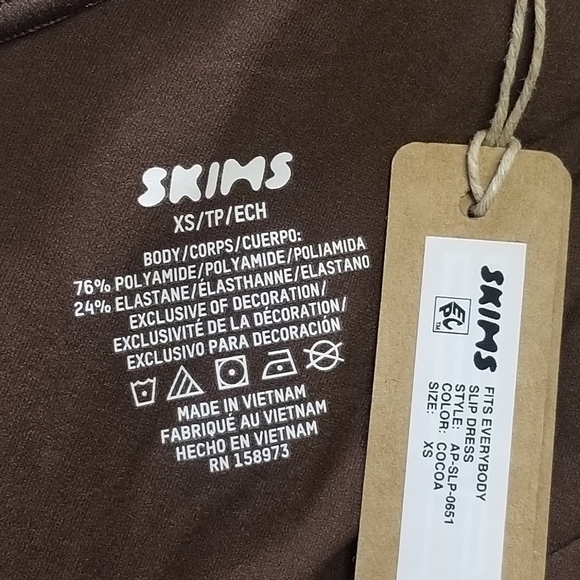 SKIMS
XS/TP/ECH
BODY/CORPS/CUERPO:
76% POLYAMIDE/POLYAMIDE/POLIAMIDA
24% ELASTANE/ÉLASTHANNE/ELASTANO
EXCLUSIVE OF DECORATION/
EXCLUSIVITÉ DE LA DÉCORATION/
EXCLUSIVO PARA DECORACIÓN
MADE IN VIETNAM
FABRIQUÉ AU VIETNAM
HECHO EN VIETNAM
RN 158973
SKIMS
FITS EVERYBODY
SLIP DRESS
STYLE: AP-SLP-0651
COLOR: COCOA
SIZE: XS